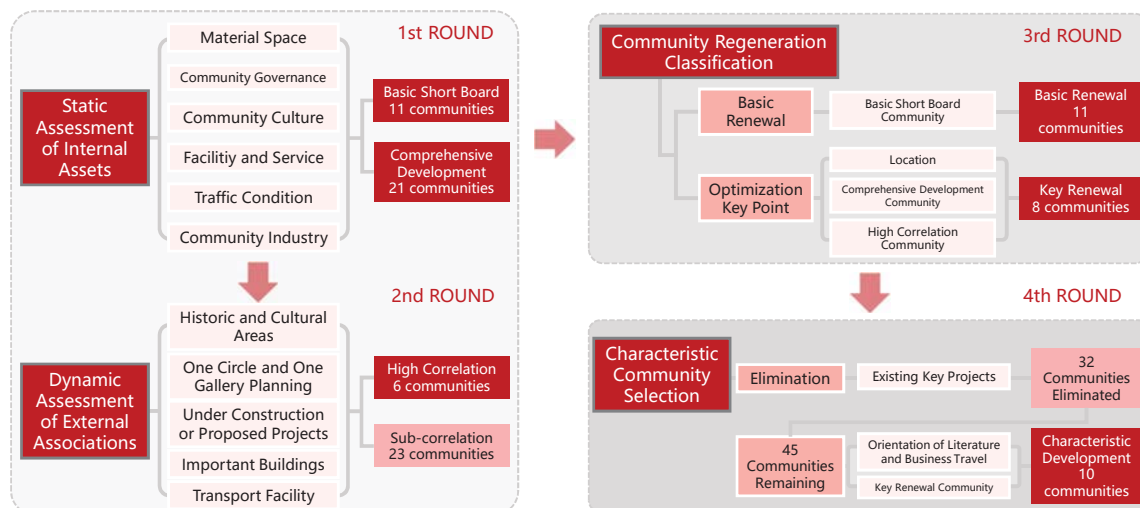 1st ROUND
Static
Assessment
of Internal
Assets
Material Space
Community Governance
Community Culture
Facilitiy and Service
Traffic Condition
Community Industry
Basic Short Board
11 communities
Comprehensive
Development
21 communities
2nd ROUND
Dynamic
Assessment
of External
Associations
Historic and Cultural
Areas
One Circle and One
Gallery Planning
Under Construction
or Proposed Projects
Important Buildings
Transport Facility
High Correlation
6 communities
Sub-correlation
23 communities
3rd ROUND
Community Regeneration
Classification
Basic
Renewal
Basic Short Board
Community
Basic Renewal
11
communities
Optimization
Key Point
Location
Comprehensive Development
Community
High Correlation
Community
Key Renewal
8 communities
4th ROUND
Characteristic
Community
Selection
Elimination
Existing Key Projects
32
Communities
Eliminated
45
Communities
Remaining
Orientation of Literature
and Business Travel
Key Renewal Community
Characteristic
Development
10
communities